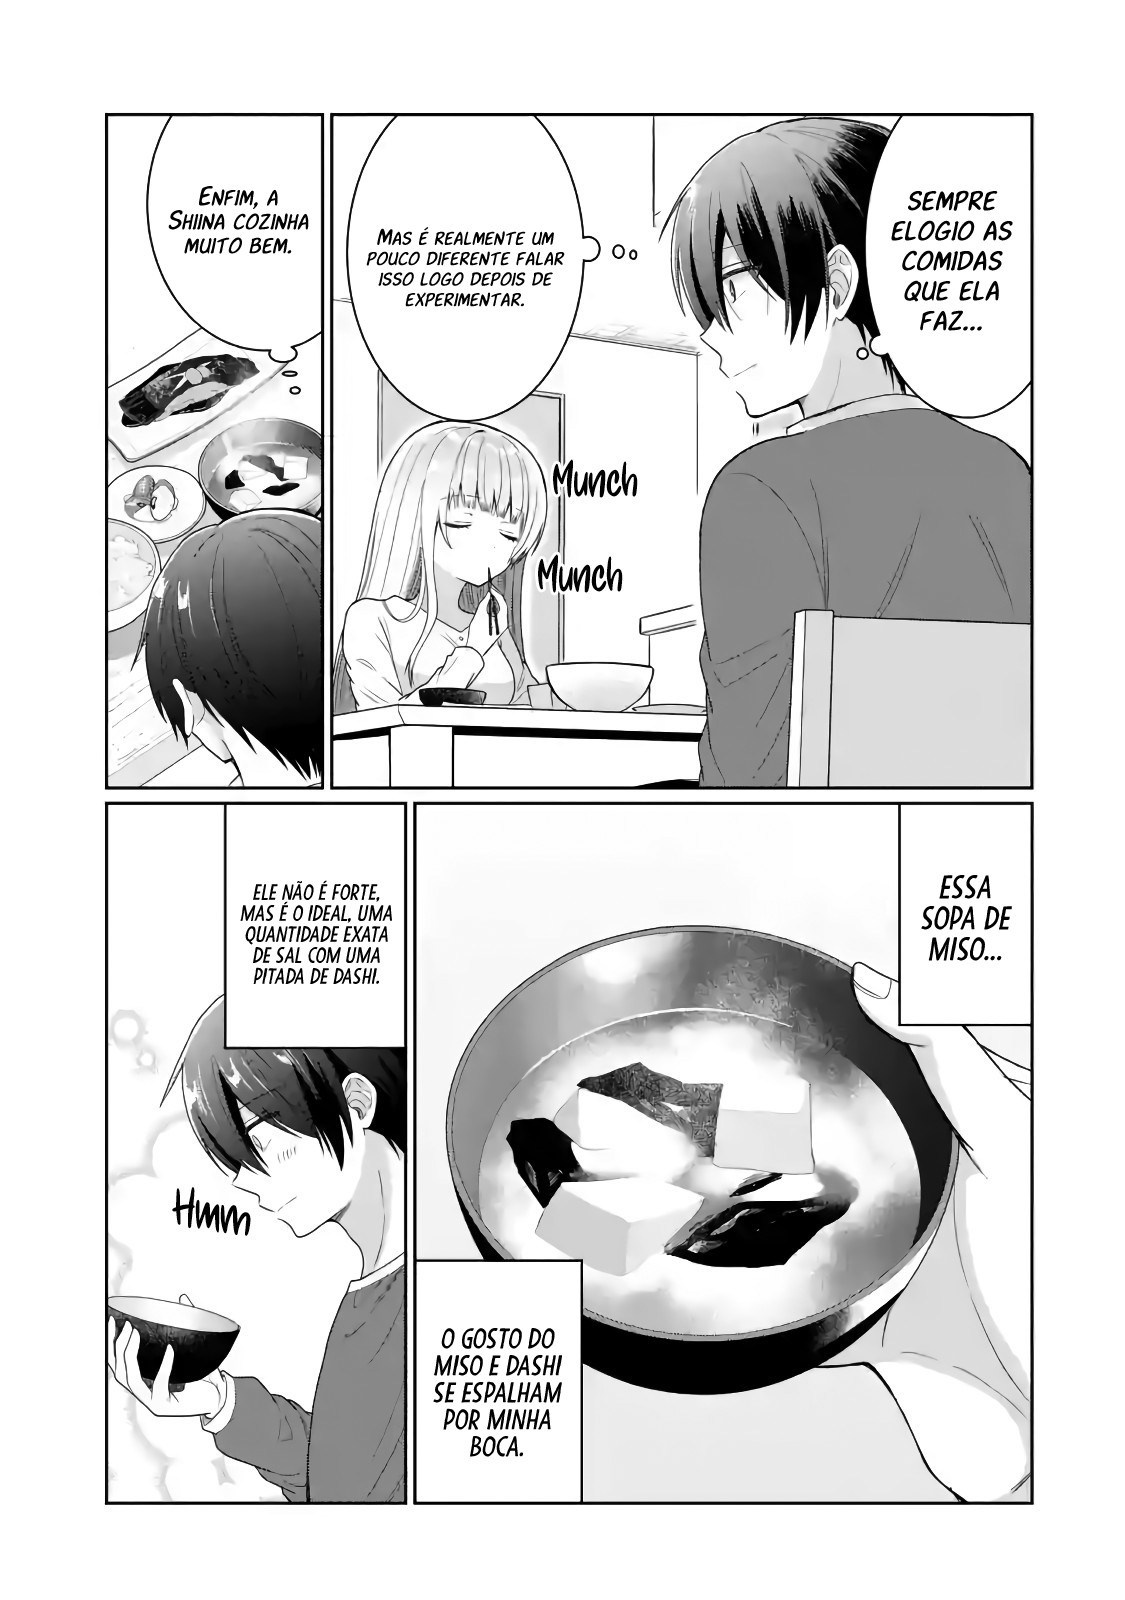 SEMPRE
ELOGIO AS
COMIDAS
QUE ELA
FAZ...
MAS É REALMENTE UM
POUCO DIFERENTE FALAR
ISSO LOGO DEPOIS DE
EXPERIMENTAR.
Munch
Munch
ENFIM, A
SHIINA COZINHA
MUITO BEM.
ESSA
SOPA DE
MISO...
O GOSTO DO
MISO E DASHI
SE ESPALHAM
POR MINHA
BOCA.
ELE NÃO É FORTE,
MAS É O IDEAL, UMA
QUANTIDADE EXATA
DE SAL COM UMA
PITADA DE DASHI.
Hmm